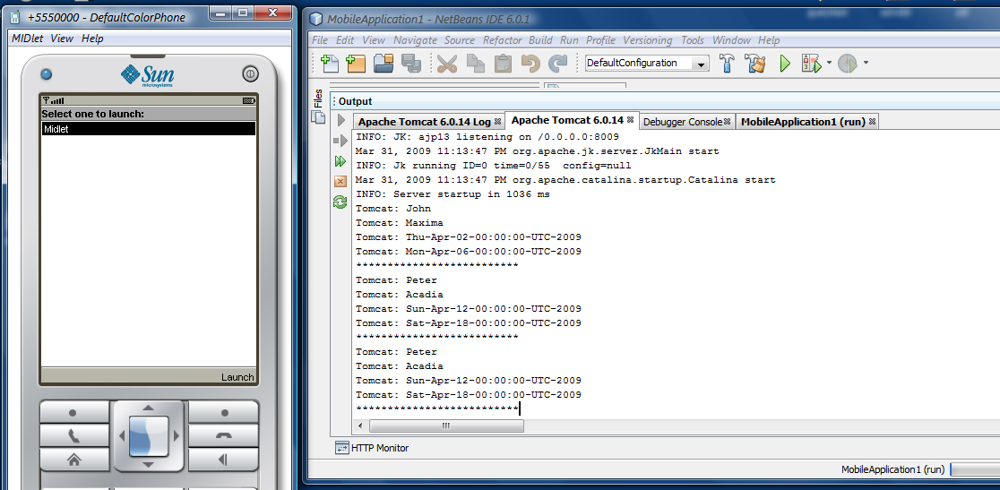 +5550000 - DefaultColorPhone
MIDlet View Help
Sun
microsystems
Select one to launch:
Midlet
Launch
MobileApplication1 - NetBeans IDE 6.0.1
File Edit View Navigate Source Refactor Build Run Profile Versioning Tools Window Help
DefaultConfiguration
Files
Output
Apache Tomcat 6.0.14 Log Apache Tomcat 6.0.14 Debugger Console MobileApplication1 (run)
INFO: JK: ajp13 listening on /0.0.0.0:8009
Mar 31, 2009 11:13:47 PM org.apache.jk.server.JkMain start
INFO: Jk running ID=0 time=0/55  config=null
Mar 31, 2009 11:13:47 PM org.apache.catalina.startup.Catalina start
INFO: Server startup in 1036 ms
Tomcat: John
Tomcat: Maxima
Tomcat: Thu-Apr-02-00:00:00-UTC-2009
Tomcat: Mon-Apr-06-00:00:00-UTC-2009
**************************
Tomcat: Peter
Tomcat: Acadia
Tomcat: Sun-Apr-12-00:00:00-UTC-2009
Tomcat: Sat-Apr-18-00:00:00-UTC-2009
**************************
Tomcat: Peter
Tomcat: Acadia
Tomcat: Sun-Apr-12-00:00:00-UTC-2009
Tomcat: Sat-Apr-18-00:00:00-UTC-2009
**************************
HTTP Monitor
MobileApplication1 (run)